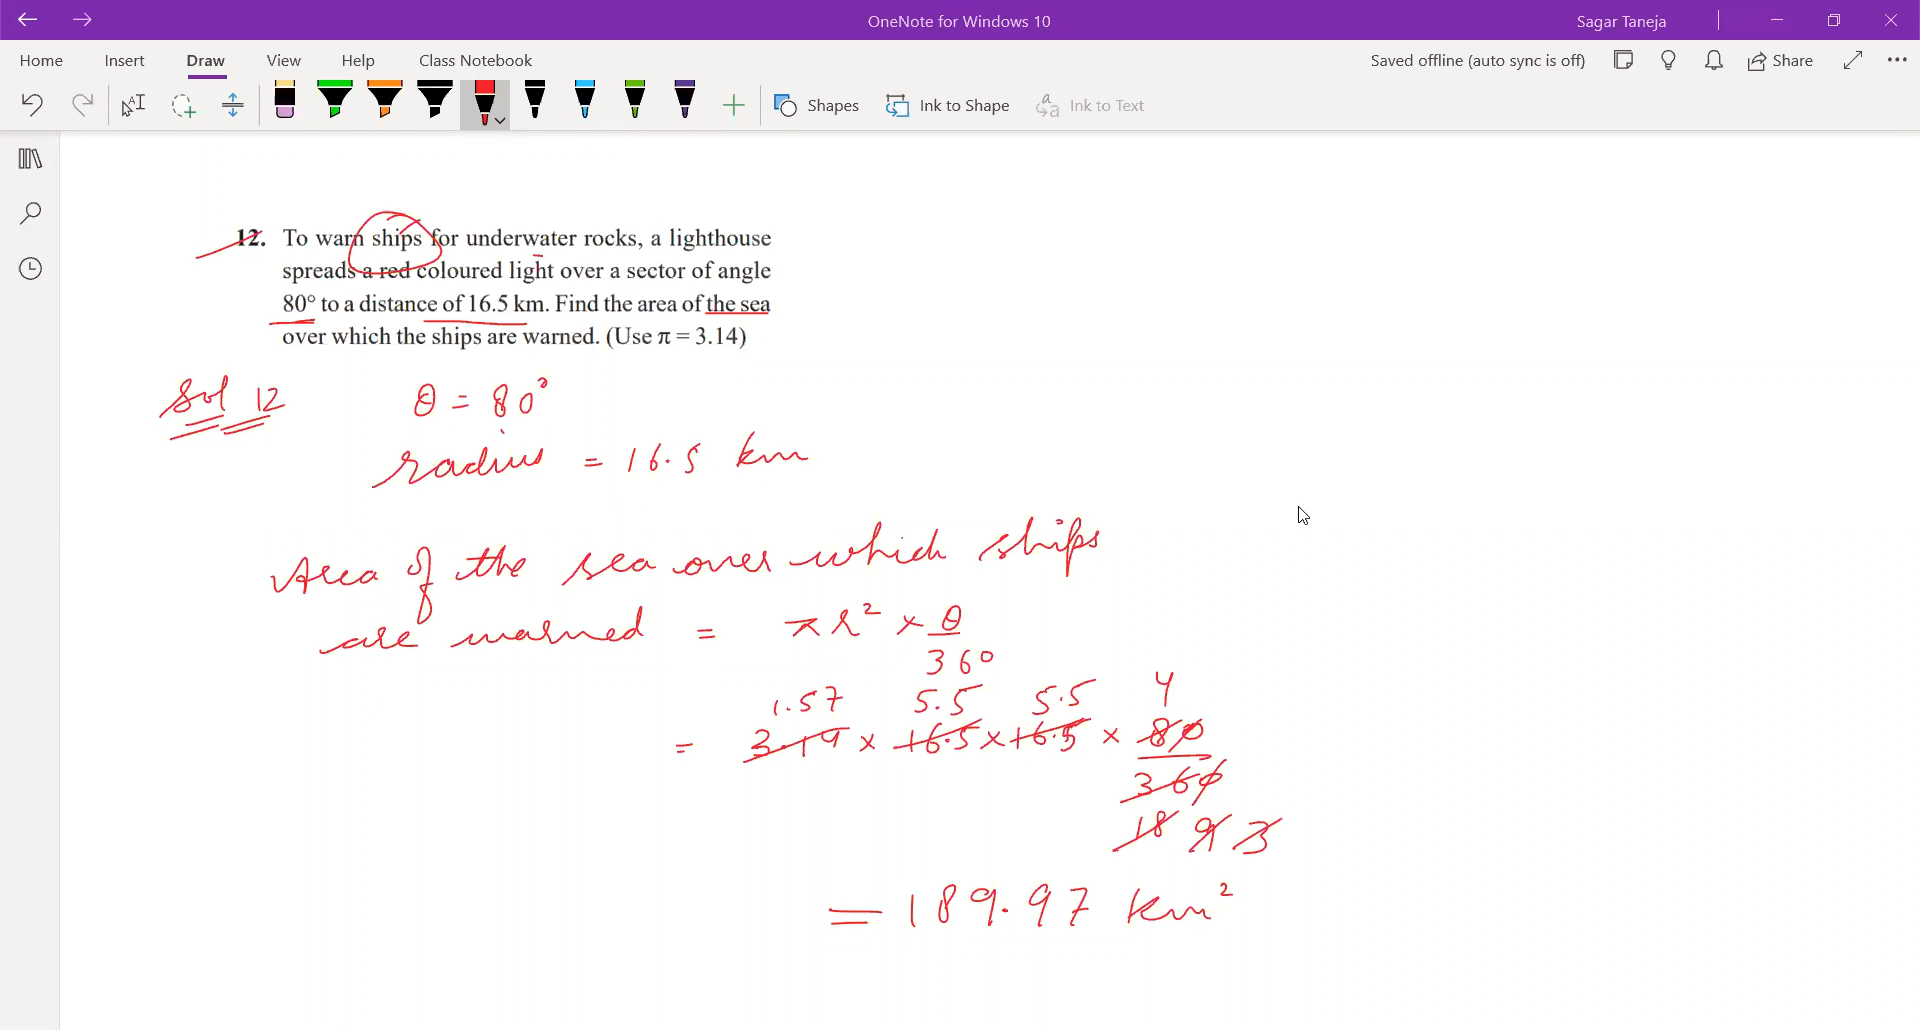 OneNote for Windows 10
Sagar Taneja
Home Insert Draw View Help Class Notebook
Saved offline (auto sync is off) Share
Shapes Ink to Shape Ink to Text
12. To warn ships for underwater rocks, a lighthouse
spreads a red coloured light over a sector of angle
80° to a distance of 16.5 km. Find the area of the sea
over which the ships are warned. (Use π = 3.14)
Sol 12 θ = 80°
radius = 16.5 km
Area of the sea over which ships
are warned = πr² × θ
360
1.57 5.5 5.5 4
= 3.14 × 16.5 × 16.5 × 80
360
18 9 3
= 189.97 km²